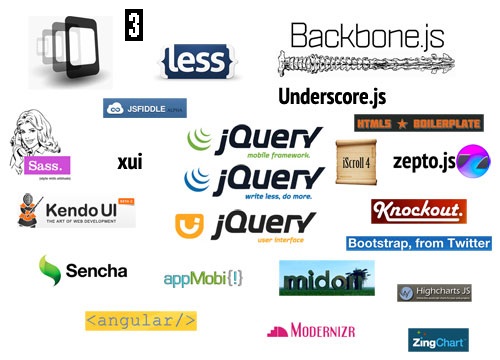 3
Backbone.js
{less}
Underscore.js
JSFIDDLE ALPHA
HTML5 ★ BOILERPLATE
jQuery
mobile framework.
Sass.
xui
iScroll 4
zepto.js
jQuery
write less, do more.
Kendo UI
THE ART OF WEB DEVELOPMENT
jQuery
user interface
Knockout.
Bootstrap, from Twitter
Sencha
appMobi{!}
midori
Highcharts JS
<angular/>
MODERNIZR
ZingChart